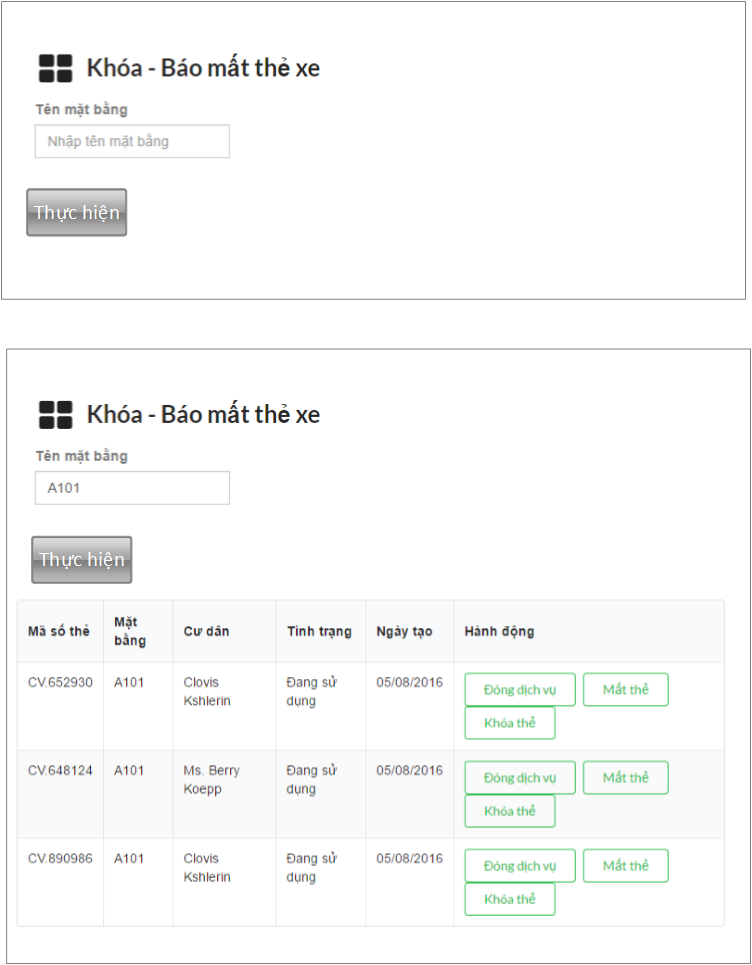 Khóa - Báo mất thẻ xe
Tên mặt bằng
Nhập tên mặt bằng
Thực hiện
Khóa - Báo mất thẻ xe
Tên mặt bằng
A101
Thực hiện
Mã số thẻ Mặt bằng Cư dân Tình trạng Ngày tạo Hành động
CV.652930 A101 Clovis Kshlerin Đang sử dụng 05/08/2016 Đóng dịch vụ Mất thẻ
Khóa thẻ
CV.648124 A101 Ms. Berry Koepp Đang sử dụng 05/08/2016 Đóng dịch vụ Mất thẻ
Khóa thẻ
CV.890986 A101 Clovis Kshlerin Đang sử dụng 05/08/2016 Đóng dịch vụ Mất thẻ
Khóa thẻ